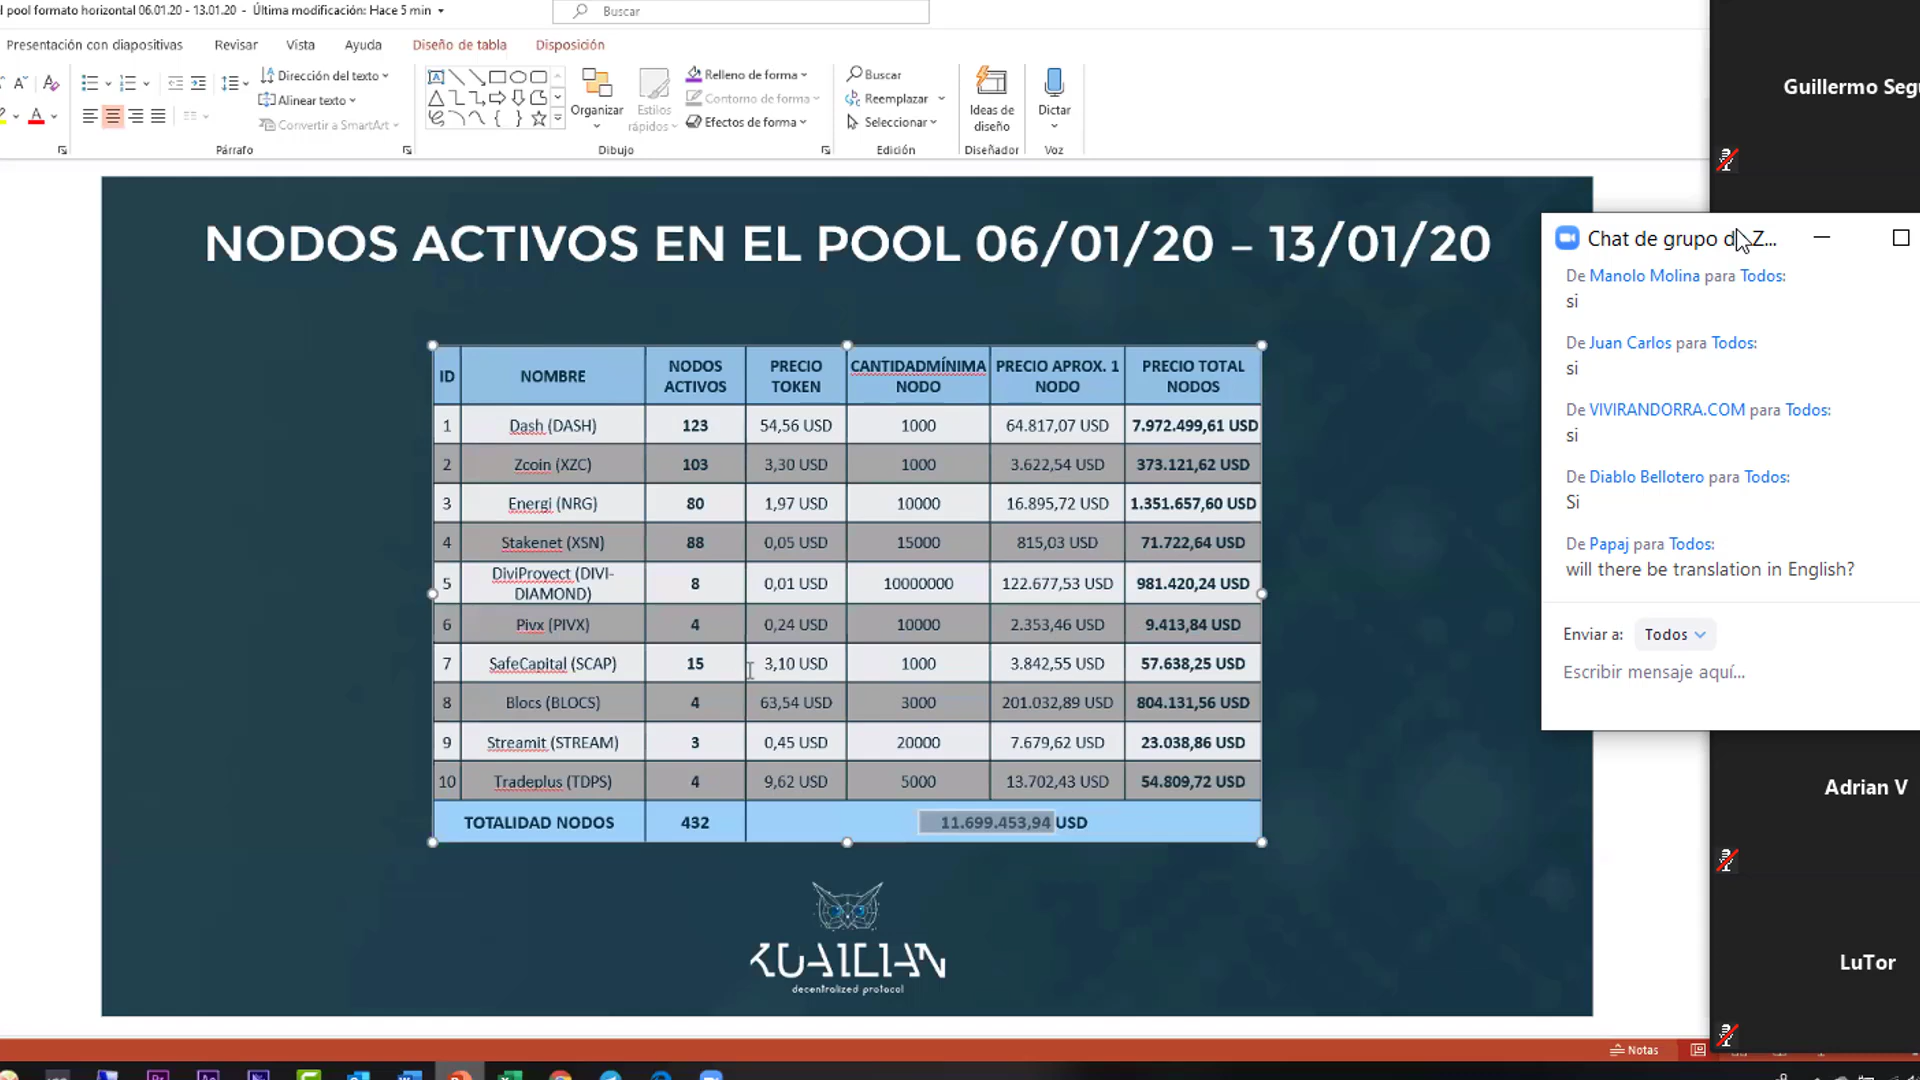 l pool formato horizontal 06.01.20 - 13.01.20 - Última modificación: Hace 5 min
Buscar
Presentación con diapositivas Revisar Vista Ayuda Diseño de tabla Disposición
Dirección del texto
Alinear texto
Convertir a SmartArt
Párrafo
Organizar
Estilos rápidos
Relleno de forma
Contorno de forma
Efectos de forma
Dibujo
Buscar
Reemplazar
Seleccionar
Edición
Ideas de diseño
Diseñador
Dictar
Voz
NODOS ACTIVOS EN EL POOL 06/01/20 – 13/01/20
ID NOMBRE NODOS ACTIVOS PRECIO TOKEN CANTIDADMÍNIMA NODO PRECIO APROX. 1 NODO PRECIO TOTAL NODOS
1 Dash (DASH) 123 54,56 USD 1000 64.817,07 USD 7.972.499,61 USD
2 Zcoin (XZC) 103 3,30 USD 1000 3.622,54 USD 373.121,62 USD
3 Energi (NRG) 80 1,97 USD 10000 16.895,72 USD 1.351.657,60 USD
4 Stakenet (XSN) 88 0,05 USD 15000 815,03 USD 71.722,64 USD
5 DiviProyect (DIVI-DIAMOND) 8 0,01 USD 10000000 122.677,53 USD 981.420,24 USD
6 Pivx (PIVX) 4 0,24 USD 10000 2.353,46 USD 9.413,84 USD
7 SafeCapital (SCAP) 15 3,10 USD 1000 3.842,55 USD 57.638,25 USD
8 Blocs (BLOCS) 4 63,54 USD 3000 201.032,89 USD 804.131,56 USD
9 Streamit (STREAM) 3 0,45 USD 20000 7.679,62 USD 23.038,86 USD
10 Tradeplus (TDPS) 4 9,62 USD 5000 13.702,43 USD 54.809,72 USD
TOTALIDAD NODOS 432 11.699.453,94 USD
KUAILIAN
decentralized protocol
Guillermo Segu
Chat de grupo d Z...
De Manolo Molina para Todos:
si
De Juan Carlos para Todos:
si
De VIVIRANDORRA.COM para Todos:
si
De Diablo Bellotero para Todos:
Si
De Papaj para Todos:
will there be translation in English?
Enviar a: Todos
Escribir mensaje aquí...
Adrian V
LuTor
Notas